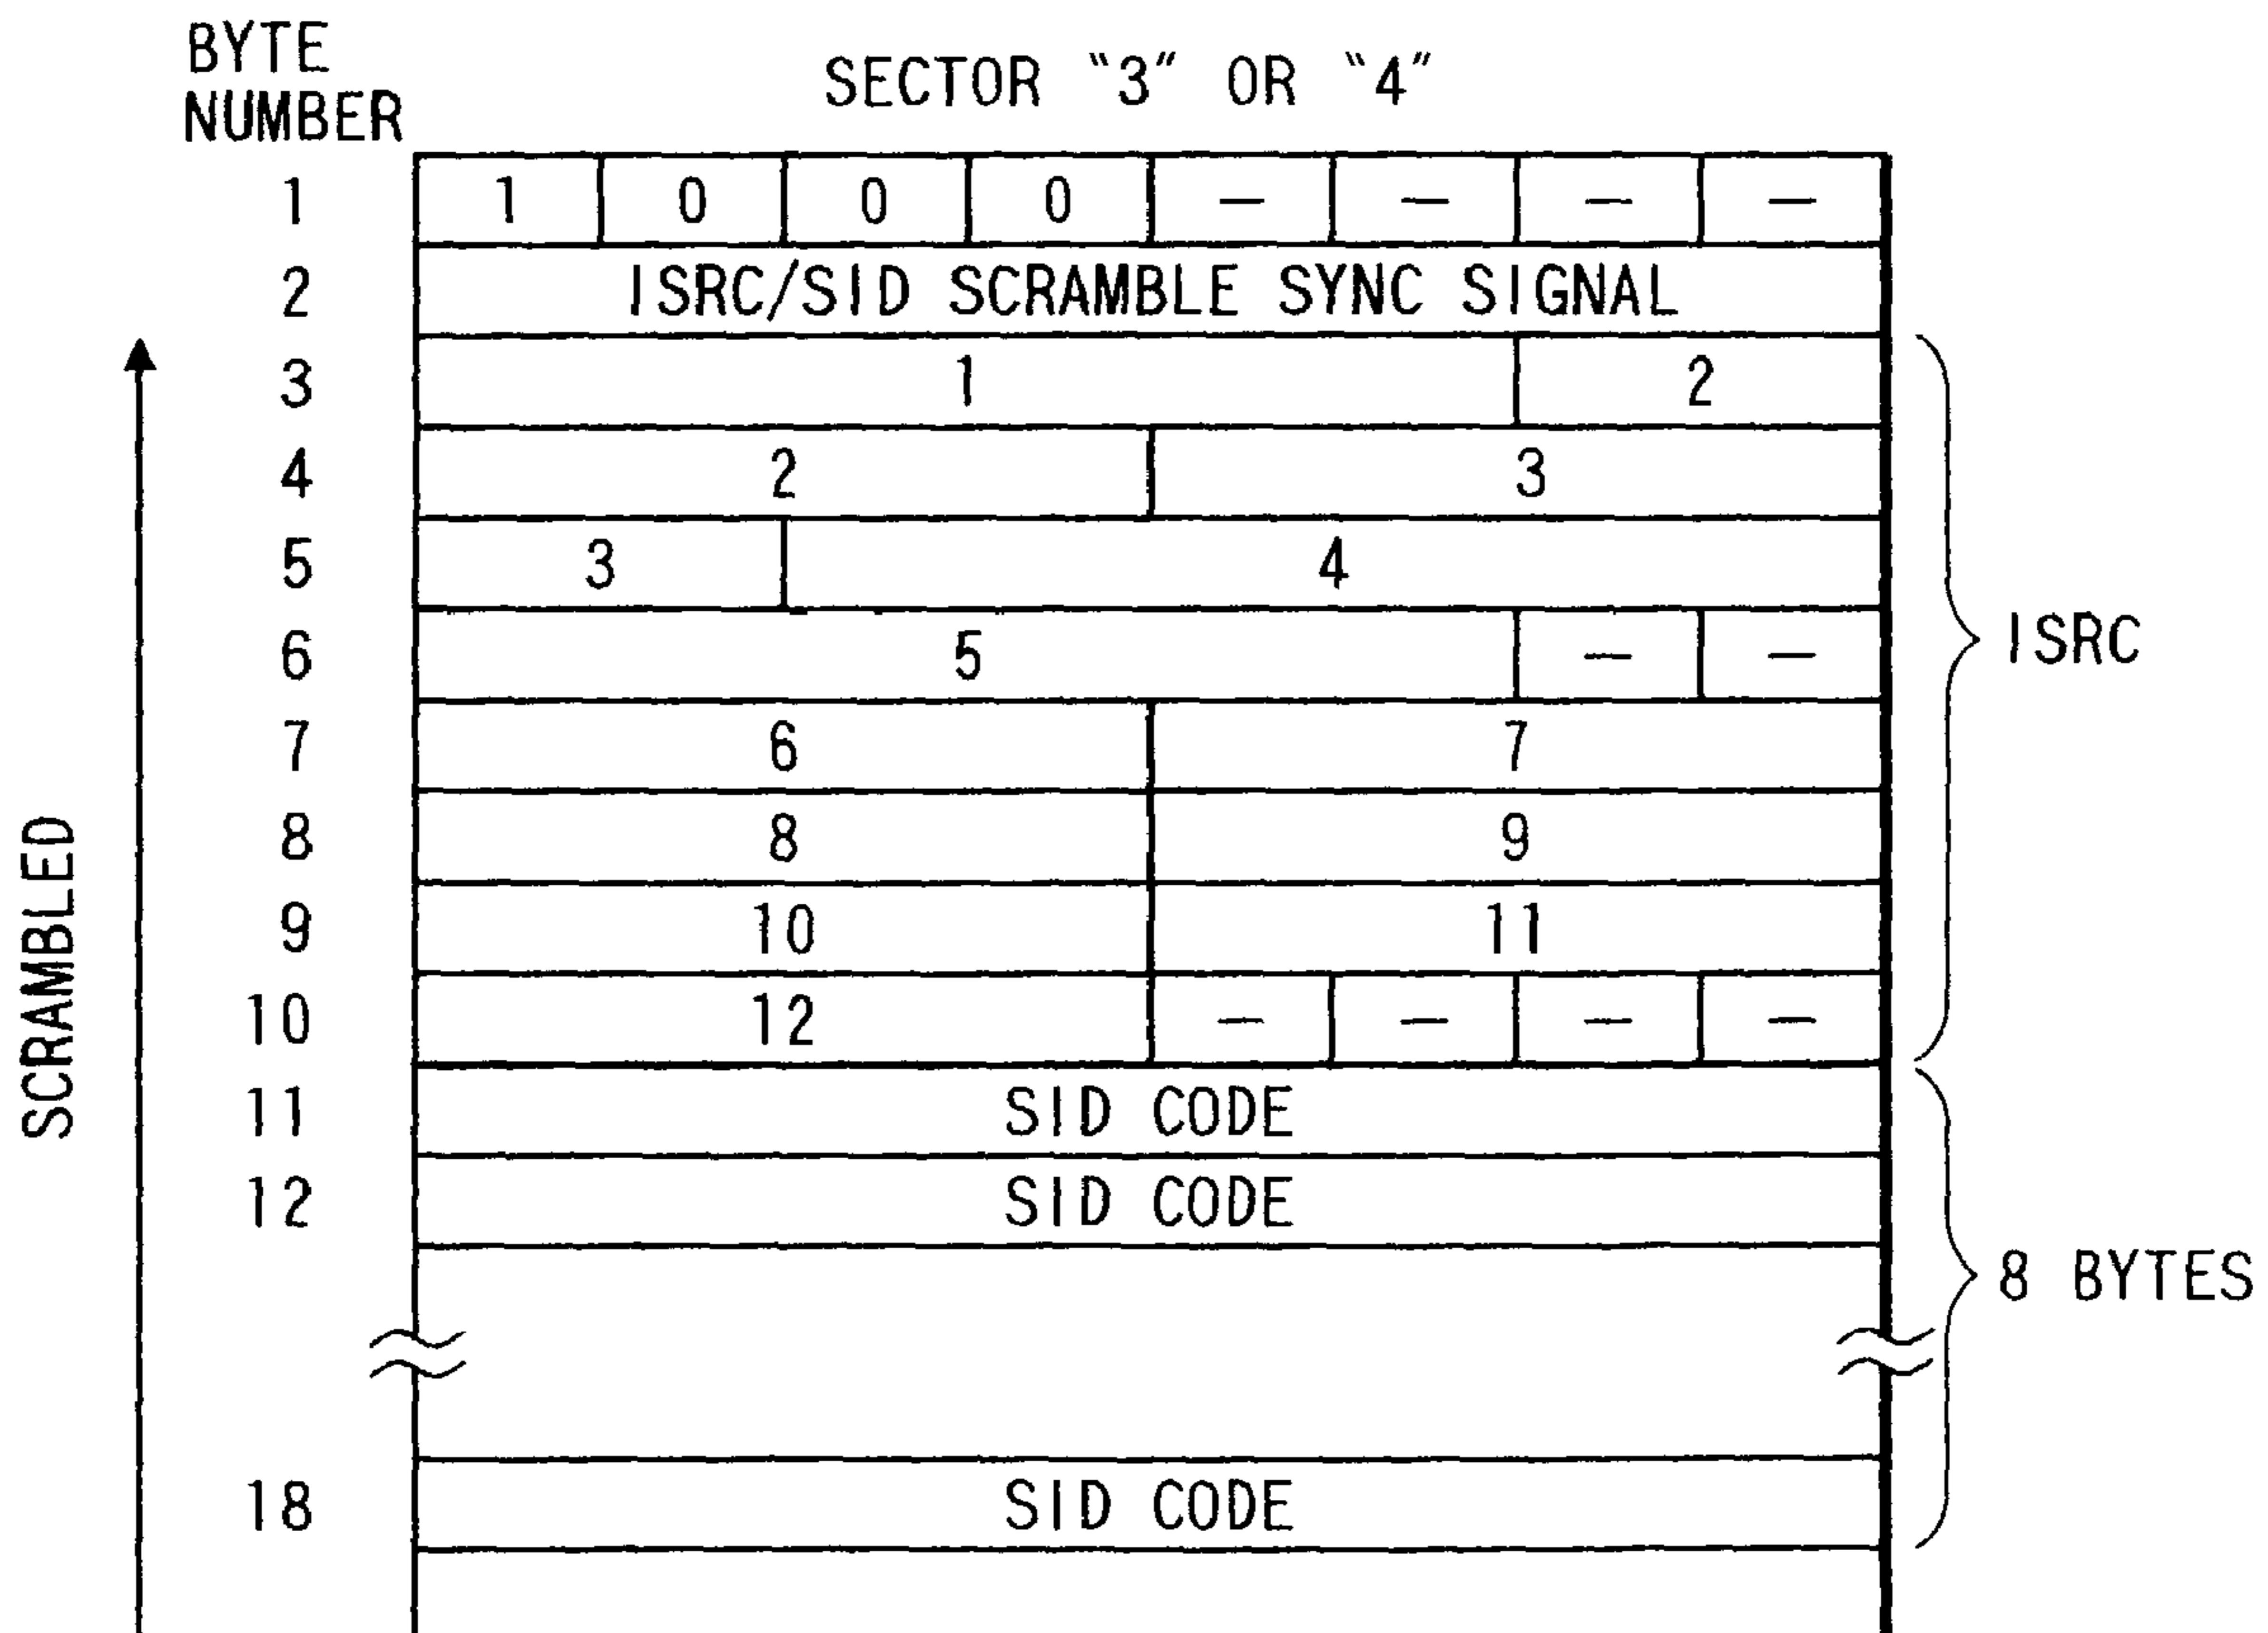 BYTE
NUMBER
SECTOR "3" OR "4"
1 1 0 0 0 — — — —
2 ISRC/SID SCRAMBLE SYNC SIGNAL
3 1 2
4 2 3
5 3 4
6 5 — —
7 6 7
8 8 9
9 10 11
10 12 — — — —
11 SID CODE
12 SID CODE
18 SID CODE
SCRAMBLED
ISRC
8 BYTES